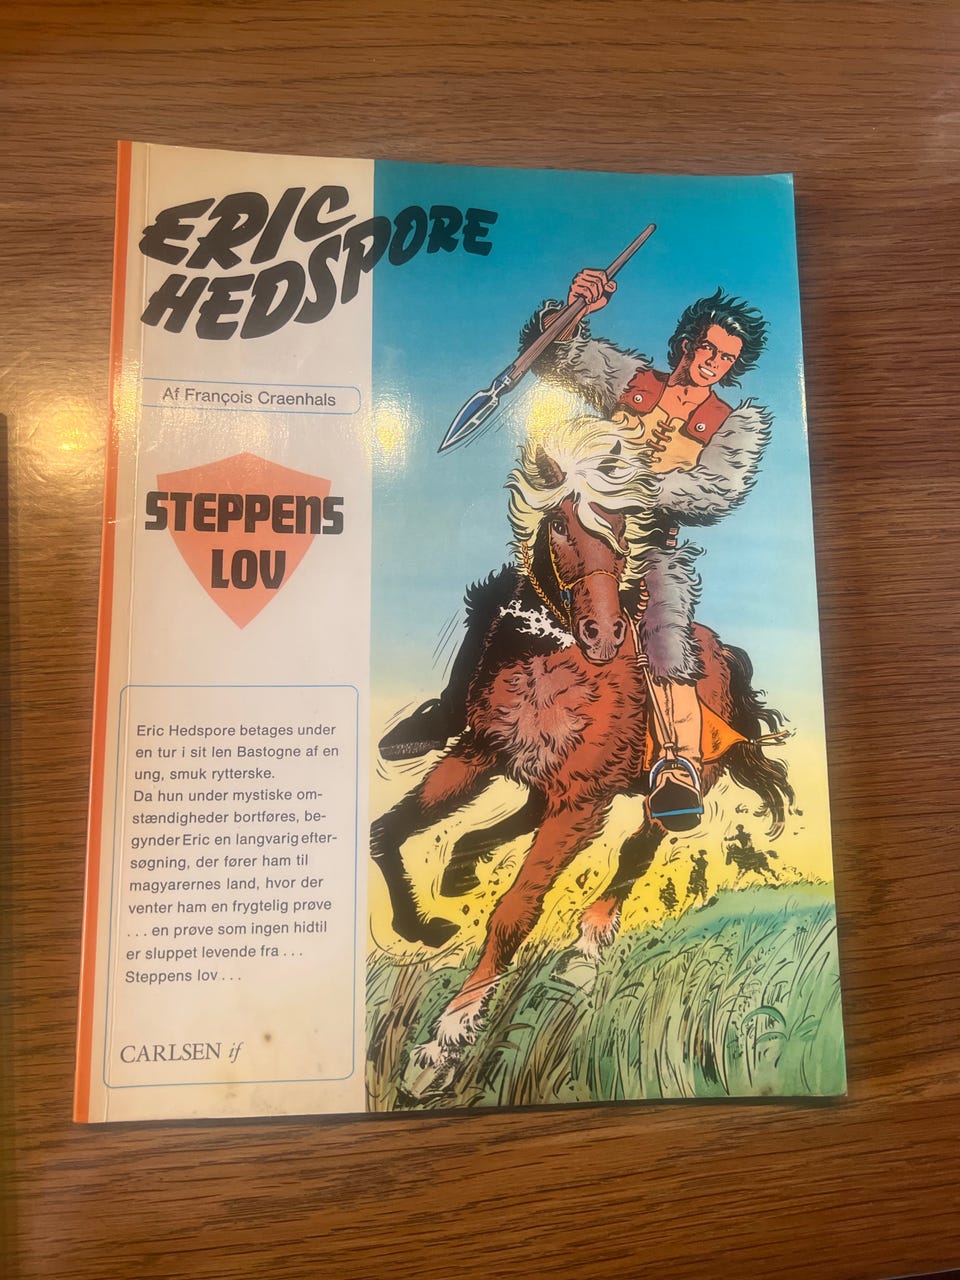 ERIC
HEDSPORE
Af François Craenhals
STEPPENS
LOV
Eric Hedspore betages under
en tur i sit len Bastogne af en
ung, smuk rytterske.
Da hun under mystiske om-
stændigheder bortføres, be-
gynder Eric en langvarig efter-
søgning, der fører ham til
magyarernes land, hvor der
venter ham en frygtelig prøve
. . . en prøve som ingen hidtil
er sluppet levende fra . . .
Steppens lov . . .
CARLSEN if